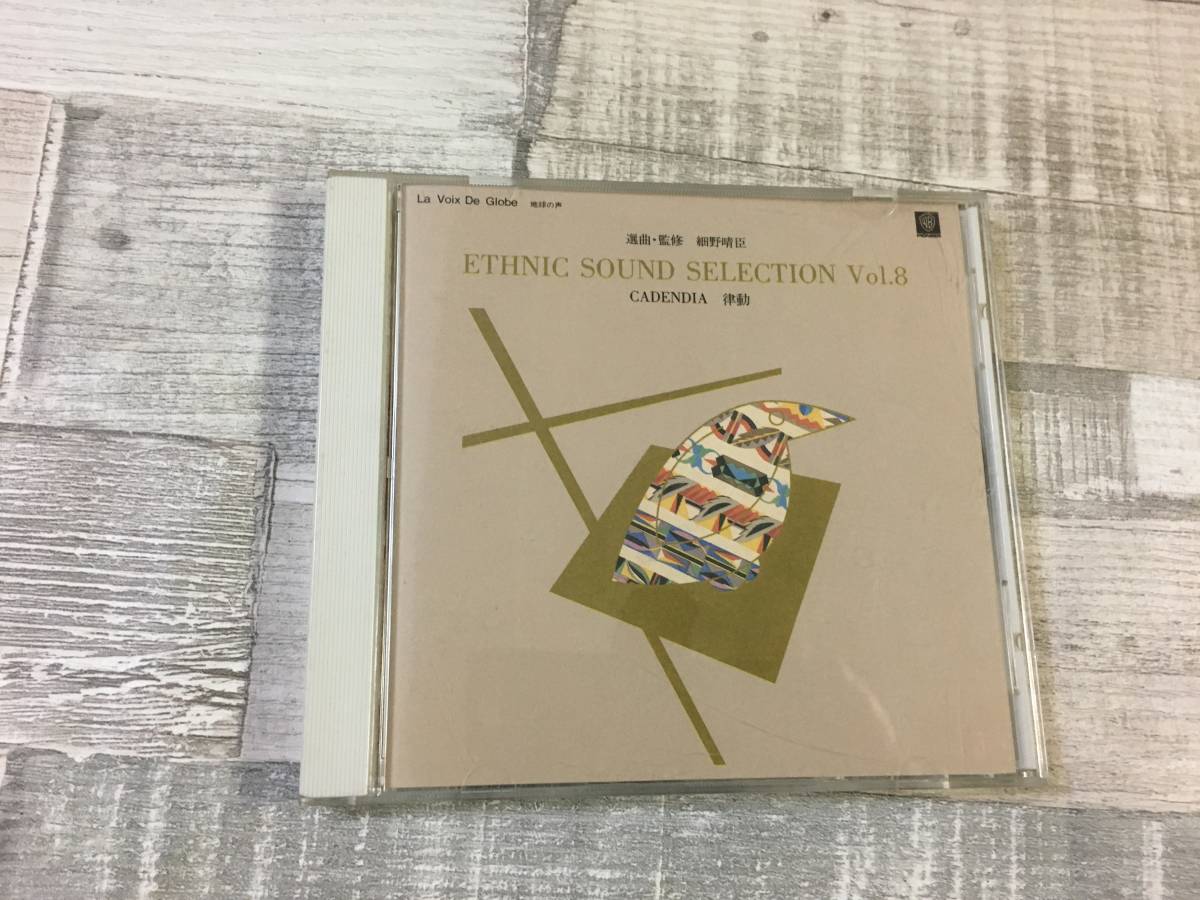 La Voix De Globe 地球の声
選曲・監修 細野晴臣
ETHNIC SOUND SELECTION Vol.8
CADENDIA 律動